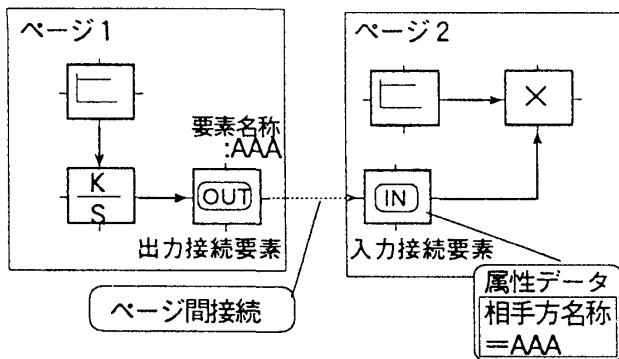 ページ1
ページ2
要素名称
:AAA
×
K
S
OUT
IN
出力接続要素
入力接続要素
ページ間接続
属性データ
相手方名称
=AAA